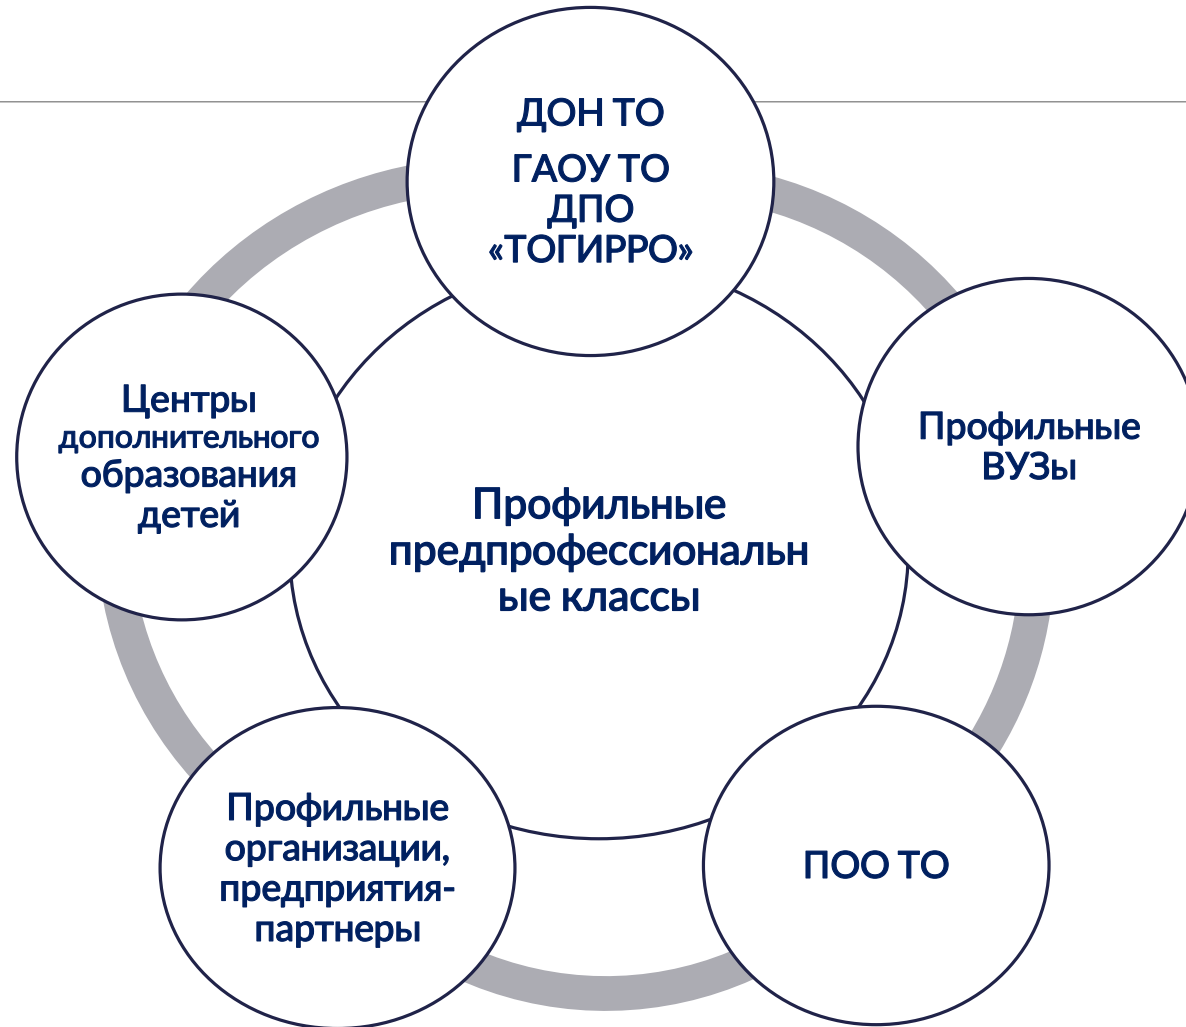 ДОН ТО
ГАОУ ТО
ДПО
«ТОГИРРО»
Профильные
ВУЗы
ПОО ТО
Профильные
организации,
предприятия-
партнеры
Центры
дополнительного
образования
детей
Профильные
предпрофессиональн
ые классы